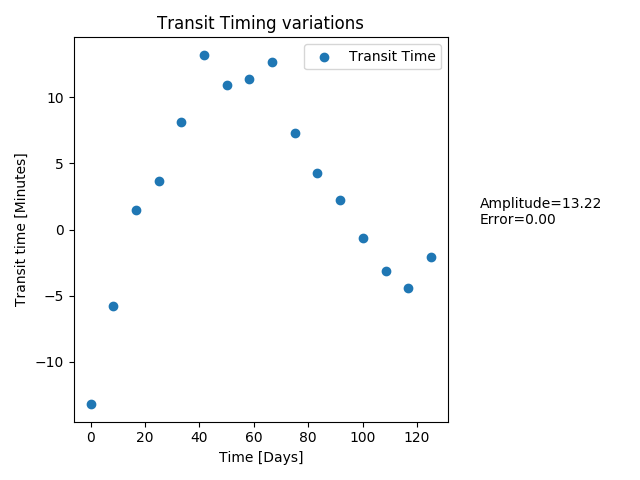 Transit Timing variations
Transit Time
Transit time [Minutes]
10
5
0
−5
−10
0 20 40 60 80 100 120
Time [Days]
Amplitude=13.22
Error=0.00